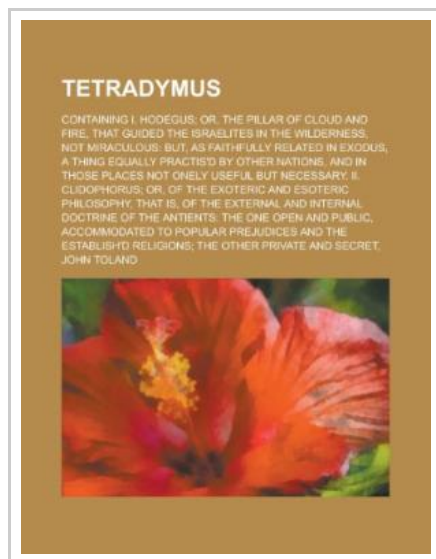 TETRADYMUS
CONTAINING I. HODEGUS; OR, THE PILLAR OF CLOUD AND
FIRE, THAT GUIDED THE ISRAELITES IN THE WILDERNESS,
NOT MIRACULOUS: BUT, AS FAITHFULLY RELATED IN EXODUS,
A THING EQUALLY PRACTIS'D BY OTHER NATIONS, AND IN
THOSE PLACES NOT ONELY USEFUL BUT NECESSARY. II.
CLIDOPHORUS; OR, OF THE EXOTERIC AND ESOTERIC
PHILOSOPHY, THAT IS, OF THE EXTERNAL AND INTERNAL
DOCTRINE OF THE ANTIENTS: THE ONE OPEN AND PUBLIC,
ACCOMMODATED TO POPULAR PREJUDICES AND THE
ESTABLISH'D RELIGIONS; THE OTHER PRIVATE AND SECRET,
JOHN TOLAND